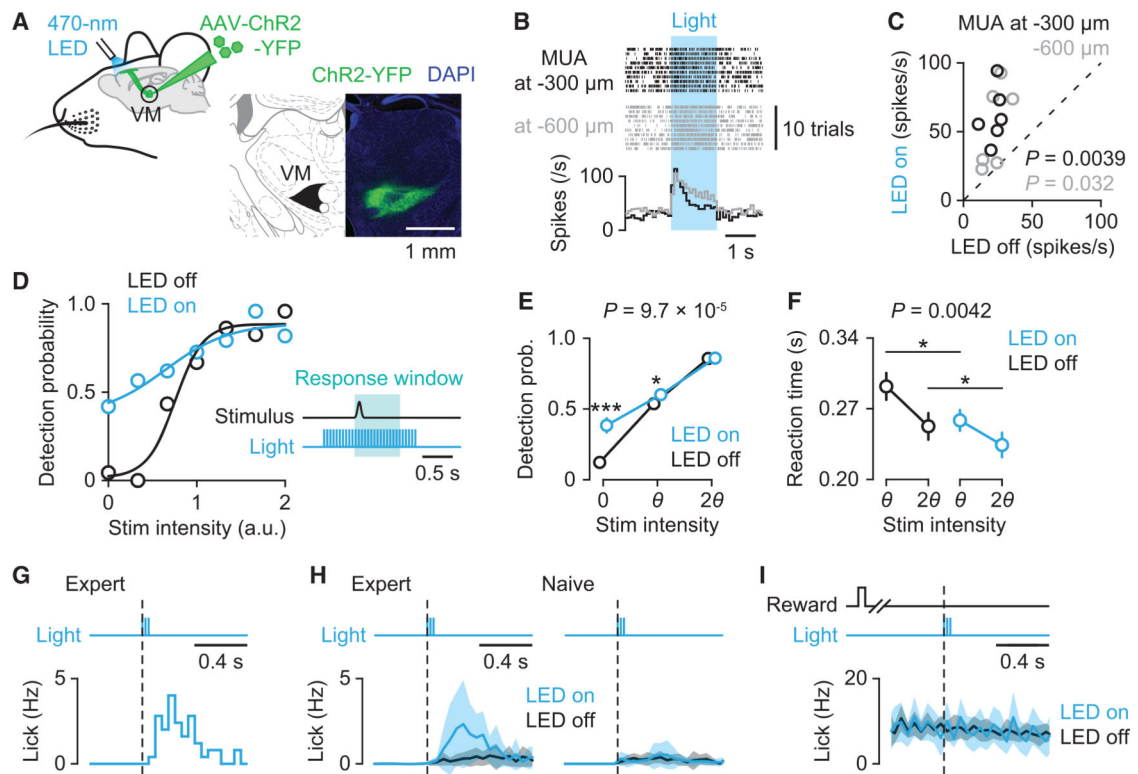 A
470-nm
LED
AAV-ChR2
-YFP
VM
ChR2-YFP DAPI
VM
1 mm
B
Light
MUA
at -300 µm
at -600 µm
10 trials
Spikes (/s)
100
0
1 s
C
MUA at -300 µm
-600 µm
LED on (spikes/s)
100
50
0
P = 0.0039
P = 0.032
0
100
LED off (spikes/s)
D
LED off
LED on
Detection probability
1.0
0.5
0
0 1 2
Stim intensity (a.u.)
Response window
Stimulus
Light
0.5 s
E
P = 9.7 × 10-5
Detection prob.
1.0
0.5
0
***
*
LED on
LED off
0 θ 2θ
Stim intensity
F
P = 0.0042
LED on
LED off
Reaction time (s)
0.34
0.27
0.20
*
*
θ 2θ θ 2θ
Stim intensity
G
Expert
Light
0.4 s
Lick (Hz)
5
0
H
Expert
Naive
Light
0.4 s
0.4 s
Lick (Hz)
5
0
LED on
LED off
I
Reward
Light
0.4 s
Lick (Hz)
20
0
LED on
LED off